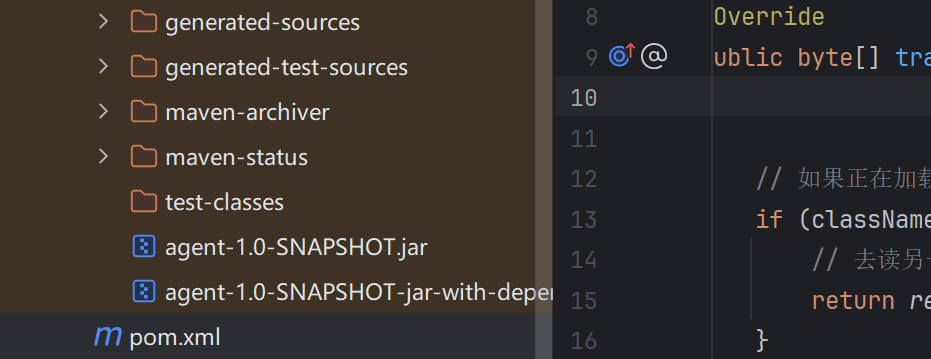 generated-sources
generated-test-sources
maven-archiver
maven-status
test-classes
agent-1.0-SNAPSHOT.jar
agent-1.0-SNAPSHOT-jar-with-depe
m pom.xml
8 Override
9 @ ublic byte[] tra
10
11
12 // 如果正在加载
13 if (className
14 // 去读另
15 return re
16 }